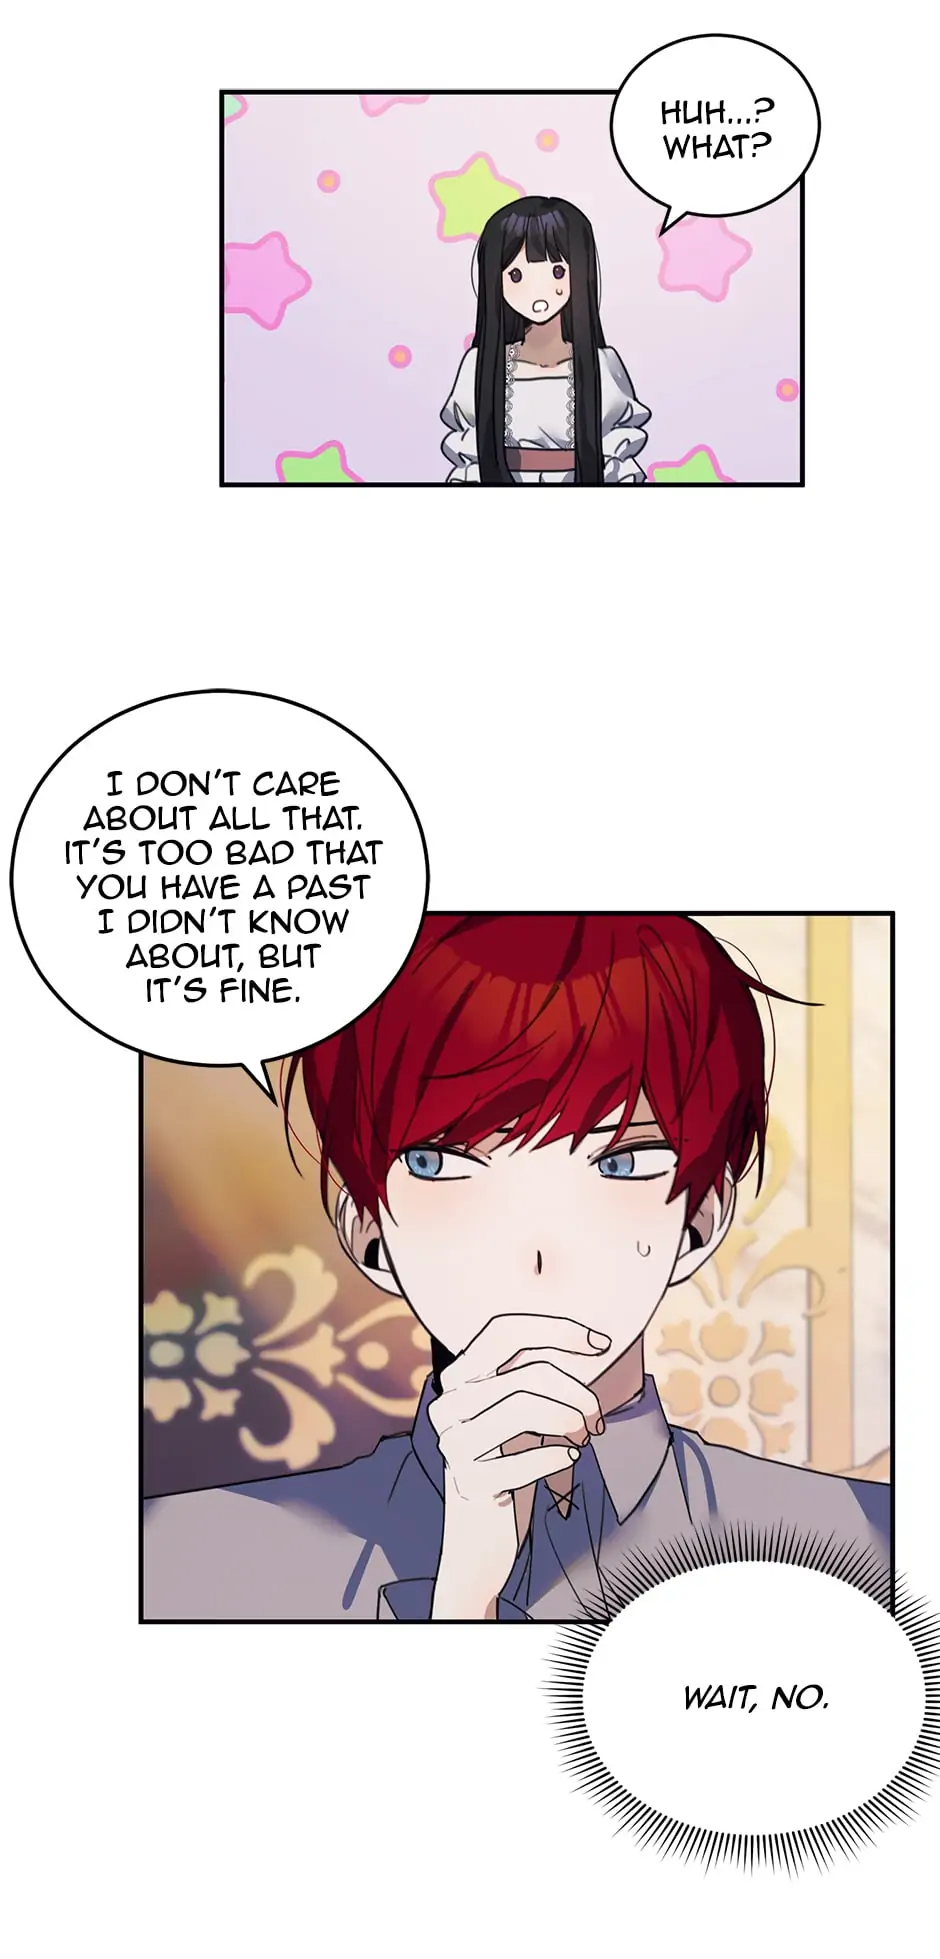 HUH...?
WHAT?
I DON'T CARE
ABOUT ALL THAT.
IT'S TOO BAD THAT
YOU HAVE A PAST
I DIDN'T KNOW
ABOUT, BUT
IT'S FINE.
WAIT, NO.